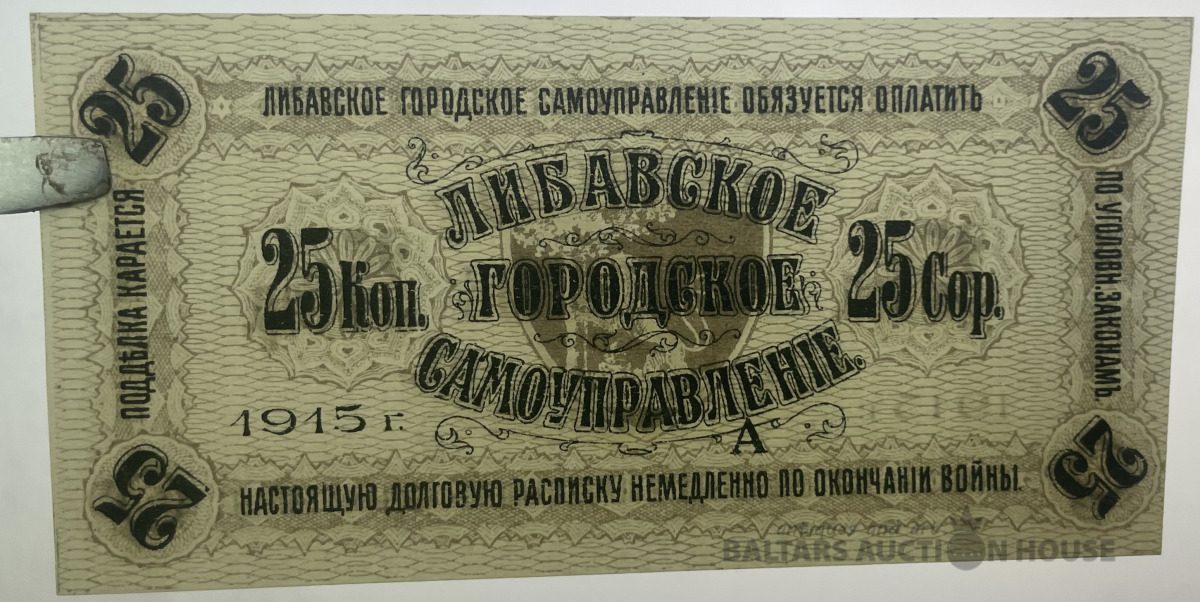 25
25
ЛИБАВСКОЕ ГОРОДСКОЕ САМОУПРАВЛЕНІЕ ОБЯЗУЕТСЯ ОПЛАТИТЬ
ПОДДѢЛКА КАРАЕТСЯ
ЛИБАВСКОЕ
25 Коп.
ГОРОДСКОЕ
25 Сор.
САМОУПРАВЛЕНІЕ.
ПО УГОЛОВН. ЗАКОНАМЪ
1915 г.
А
НАСТОЯЩУЮ ДОЛГОВУЮ РАСПИСКУ НЕМЕДЛЕННО ПО ОКОНЧАНІИ ВОЙНЫ.
25
25
BALTARS AUCTION HOUSE